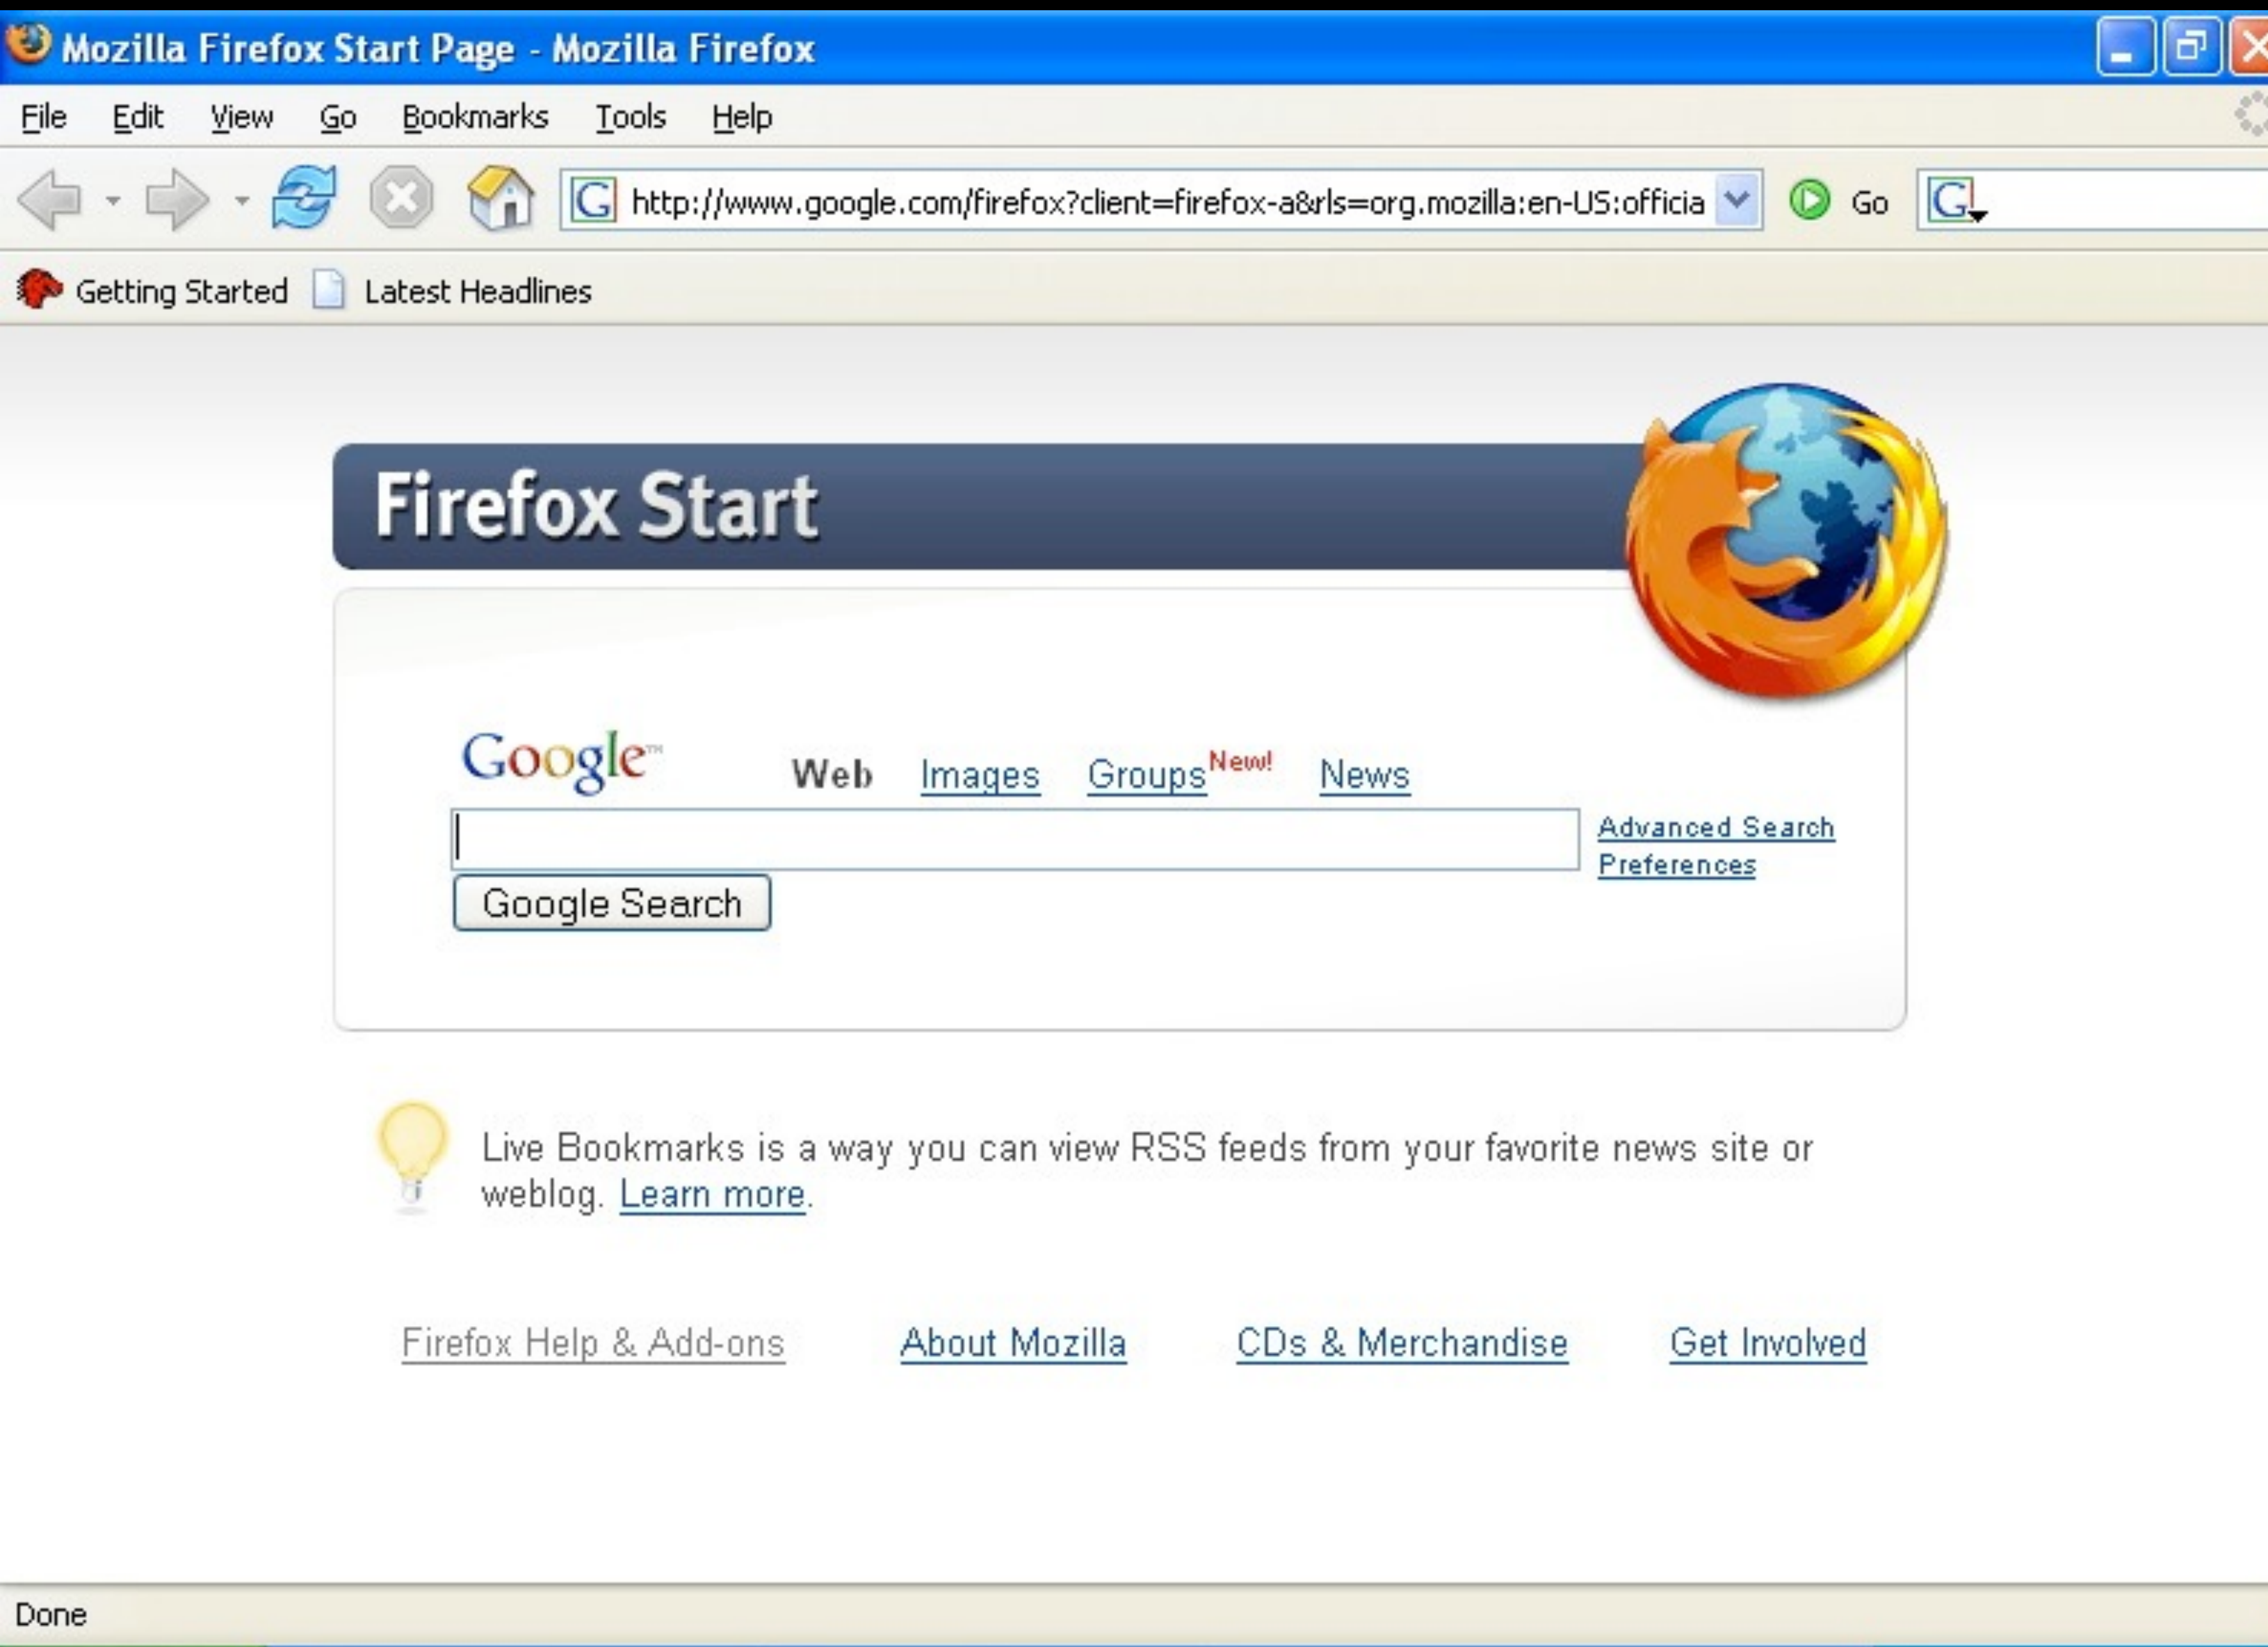 Mozilla Firefox Start Page - Mozilla Firefox
File Edit View Go Bookmarks Tools Help
http://www.google.com/firefox?client=firefox-a&rls=org.mozilla:en-US:officia Go G
Getting Started Latest Headlines
Firefox Start
Google™ Web Images Groups New! News
Advanced Search
Preferences
Google Search
Live Bookmarks is a way you can view RSS feeds from your favorite news site or
weblog. Learn more.
Firefox Help & Add-ons About Mozilla CDs & Merchandise Get Involved
Done